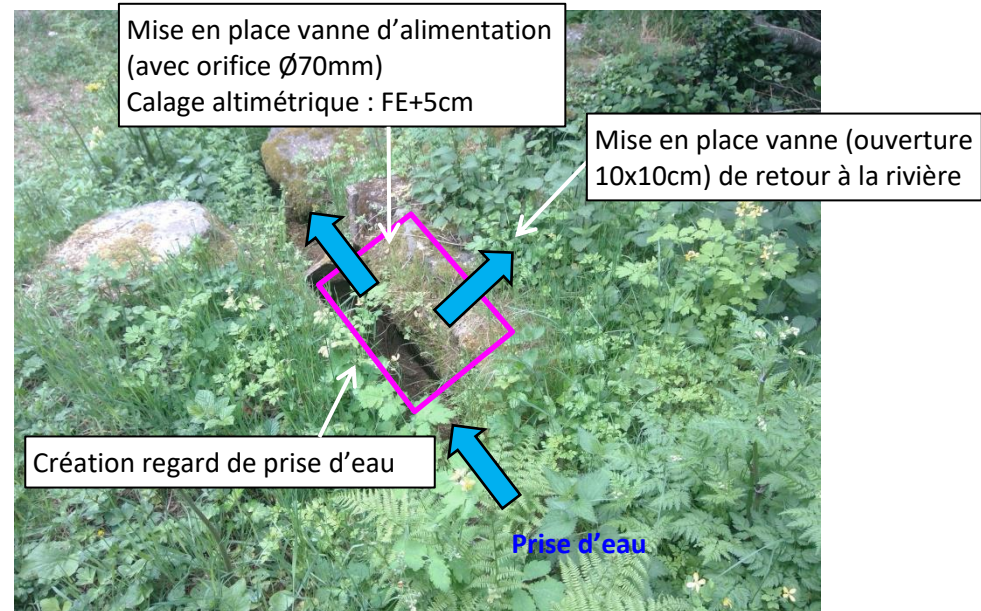 Mise en place vanne d’alimentation
(avec orifice Ø70mm)
Calage altimétrique : FE+5cm
Mise en place vanne (ouverture
10x10cm) de retour à la rivière
Création regard de prise d’eau
Prise d’eau